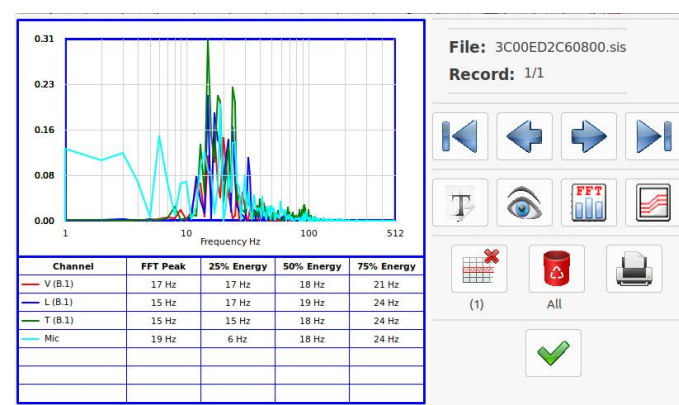 File: 3C00ED2C60800.sis
Record: 1/1
0.31
0.23
0.16
0.08
0.00
1 10 100 512
Frequency Hz
Channel FFT Peak 25% Energy 50% Energy 75% Energy
V (B.1) 17 Hz 17 Hz 18 Hz 21 Hz
L (B.1) 15 Hz 17 Hz 19 Hz 24 Hz
T (B.1) 15 Hz 15 Hz 18 Hz 24 Hz
Mic 19 Hz 6 Hz 18 Hz 24 Hz
T
FFT
(1) All